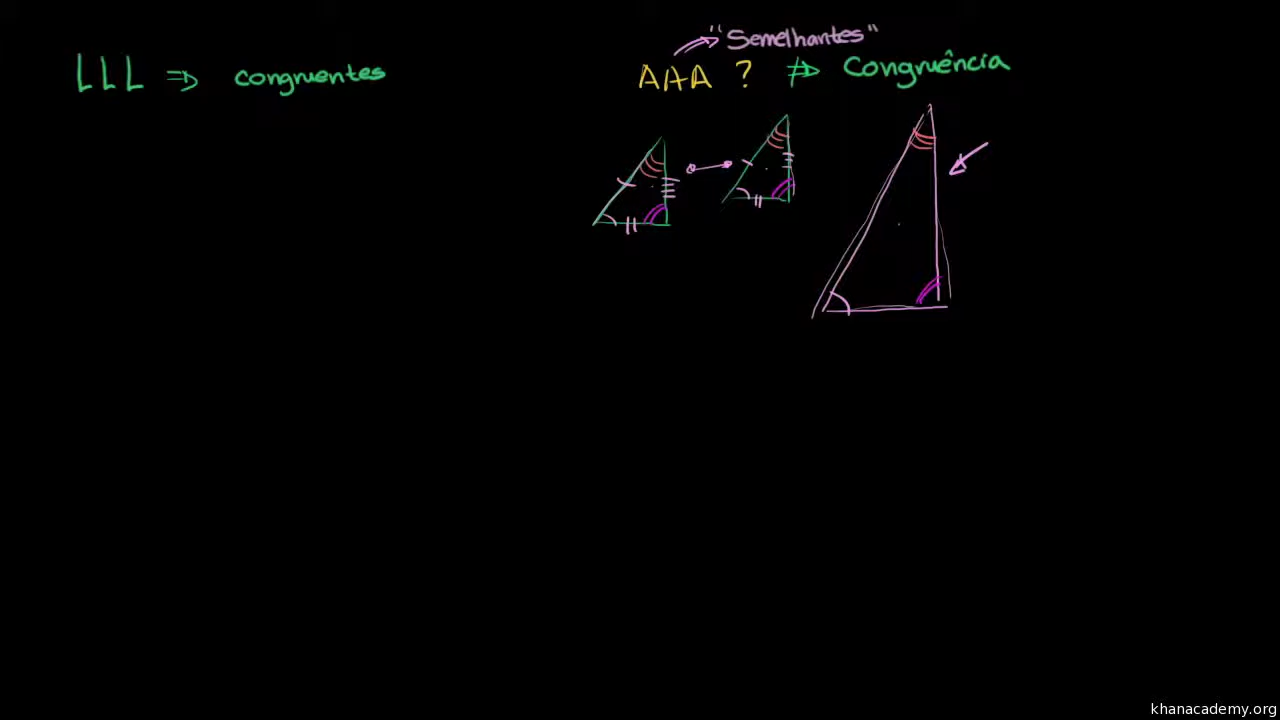 LLL ⇒ congruentes
"Semelhantes"
AAA ? ⇏ Congruência
khanacademy.org